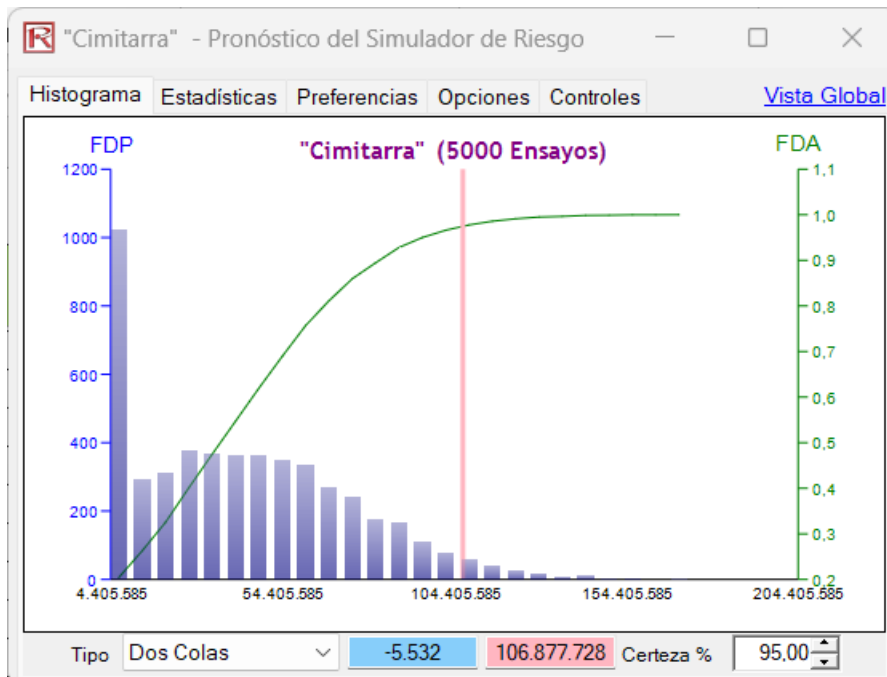 "Cimitarra" - Pronóstico del Simulador de Riesgo
Histograma Estadísticas Preferencias Opciones Controles Vista Global
FDP "Cimitarra" (5000 Ensayos) FDA
1200 1,1
1000 1,0
0,9
800 0,8
0,7
600 0,6
400 0,5
0,4
200 0,3
0 0,2
4.405.585 54.405.585 104.405.585 154.405.585 204.405.585
Tipo Dos Colas -5.532 106.877.728 Certeza % 95,00